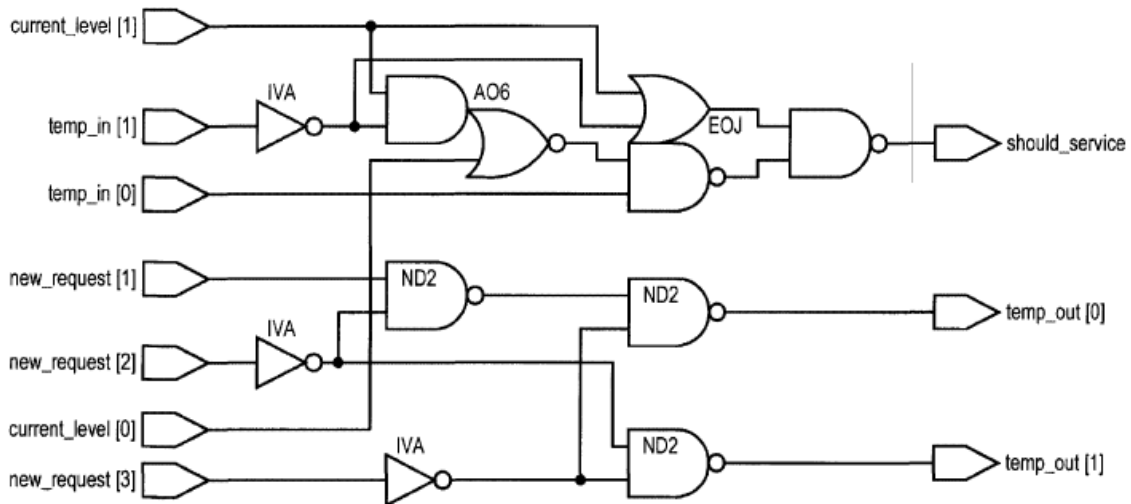 current_level [1]
IVA
AO6
temp_in [1]
EOJ
should_service
temp_in [0]
new_request [1]
ND2
ND2
temp_out [0]
IVA
new_request [2]
current_level [0]
IVA
ND2
temp_out [1]
new_request [3]